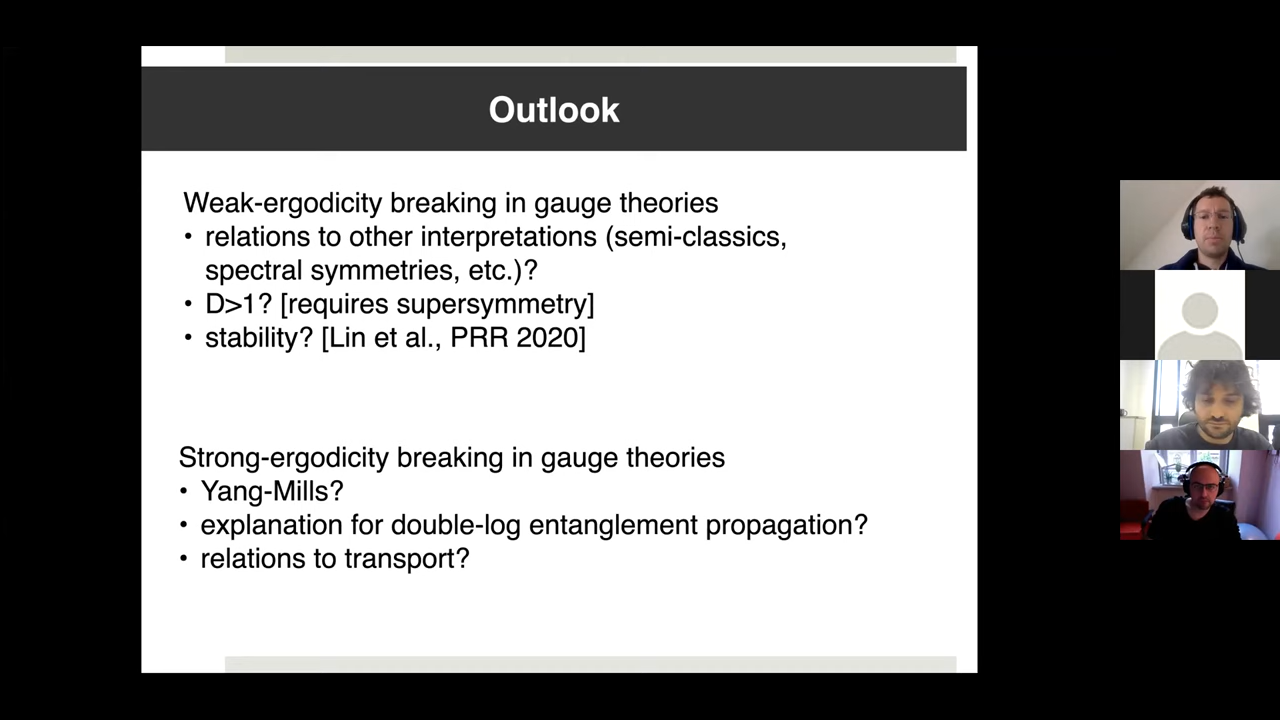 Outlook
Weak-ergodicity breaking in gauge theories
• relations to other interpretations (semi-classics,
spectral symmetries, etc.)?
• D>1? [requires supersymmetry]
• stability? [Lin et al., PRR 2020]
Strong-ergodicity breaking in gauge theories
• Yang-Mills?
• explanation for double-log entanglement propagation?
• relations to transport?